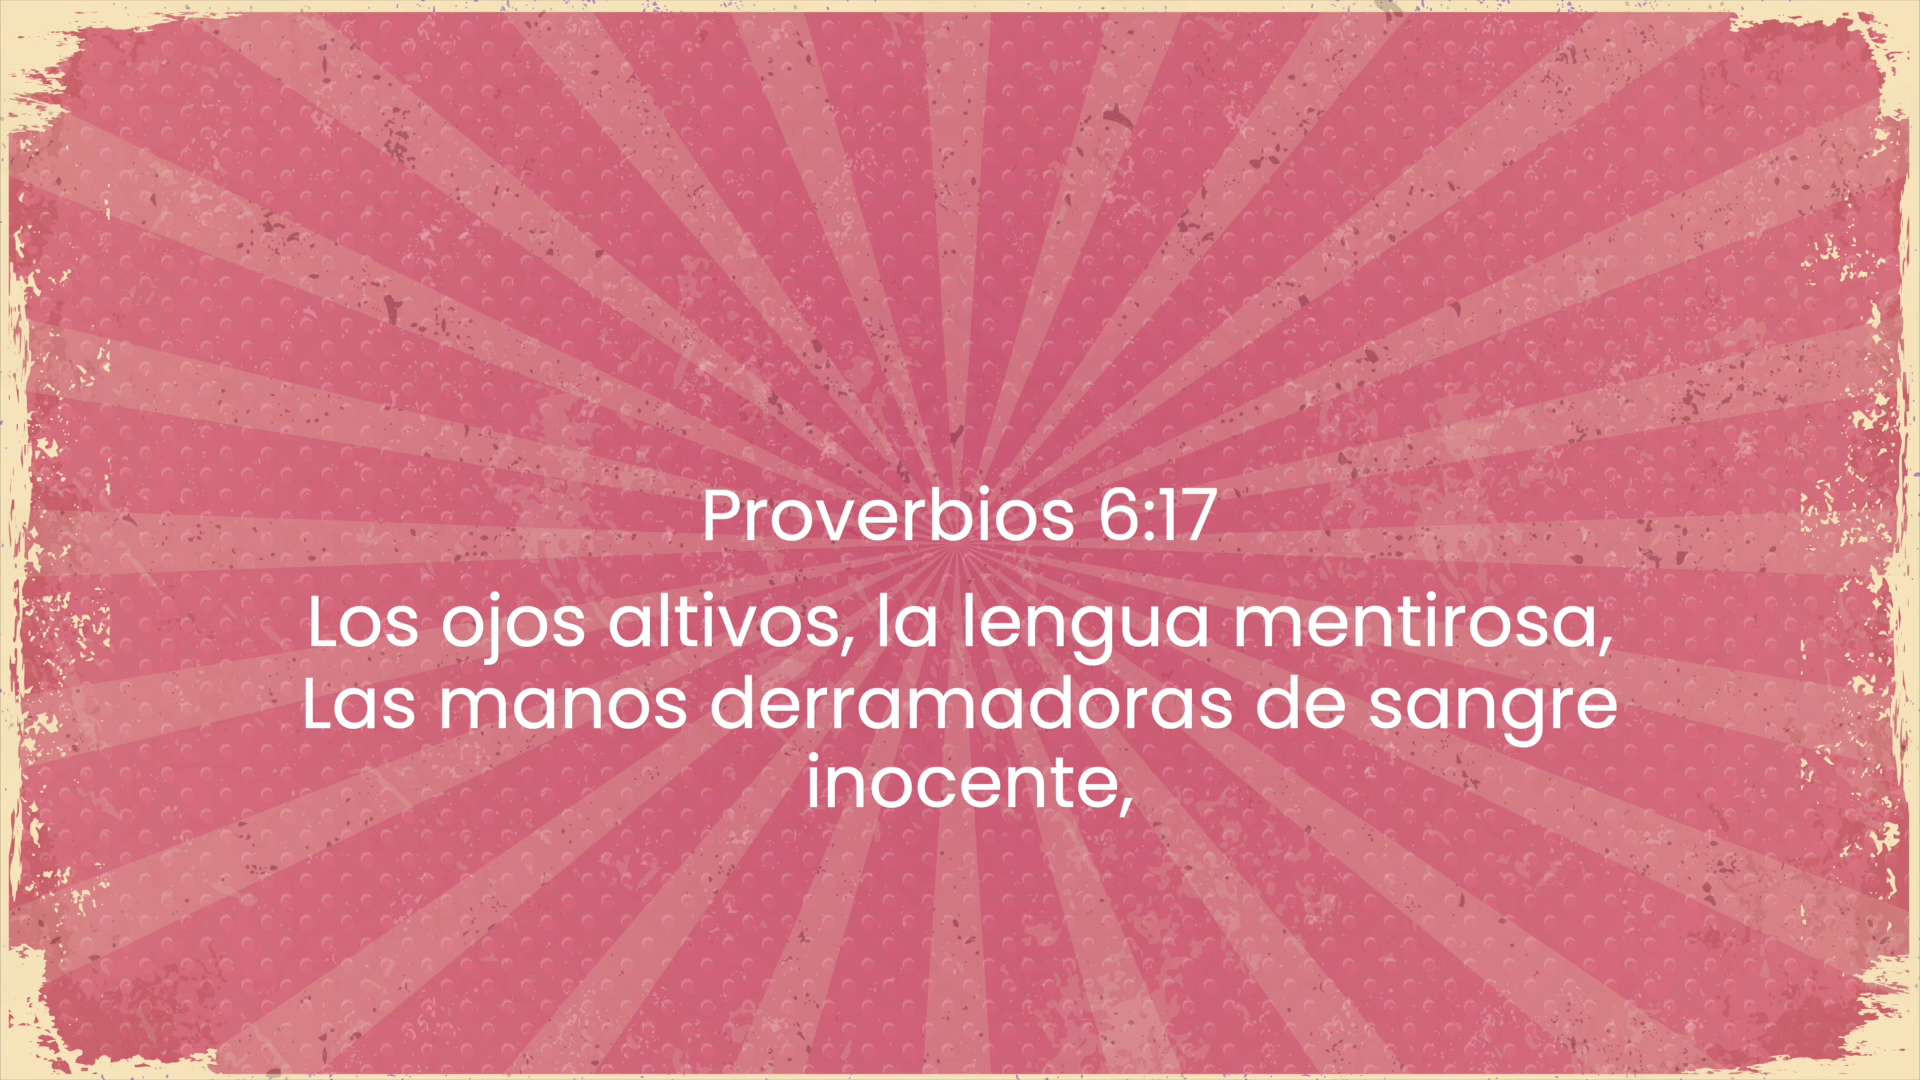 Proverbios 6:17
Los ojos altivos, la lengua mentirosa,
Las manos derramadoras de sangre
inocente,